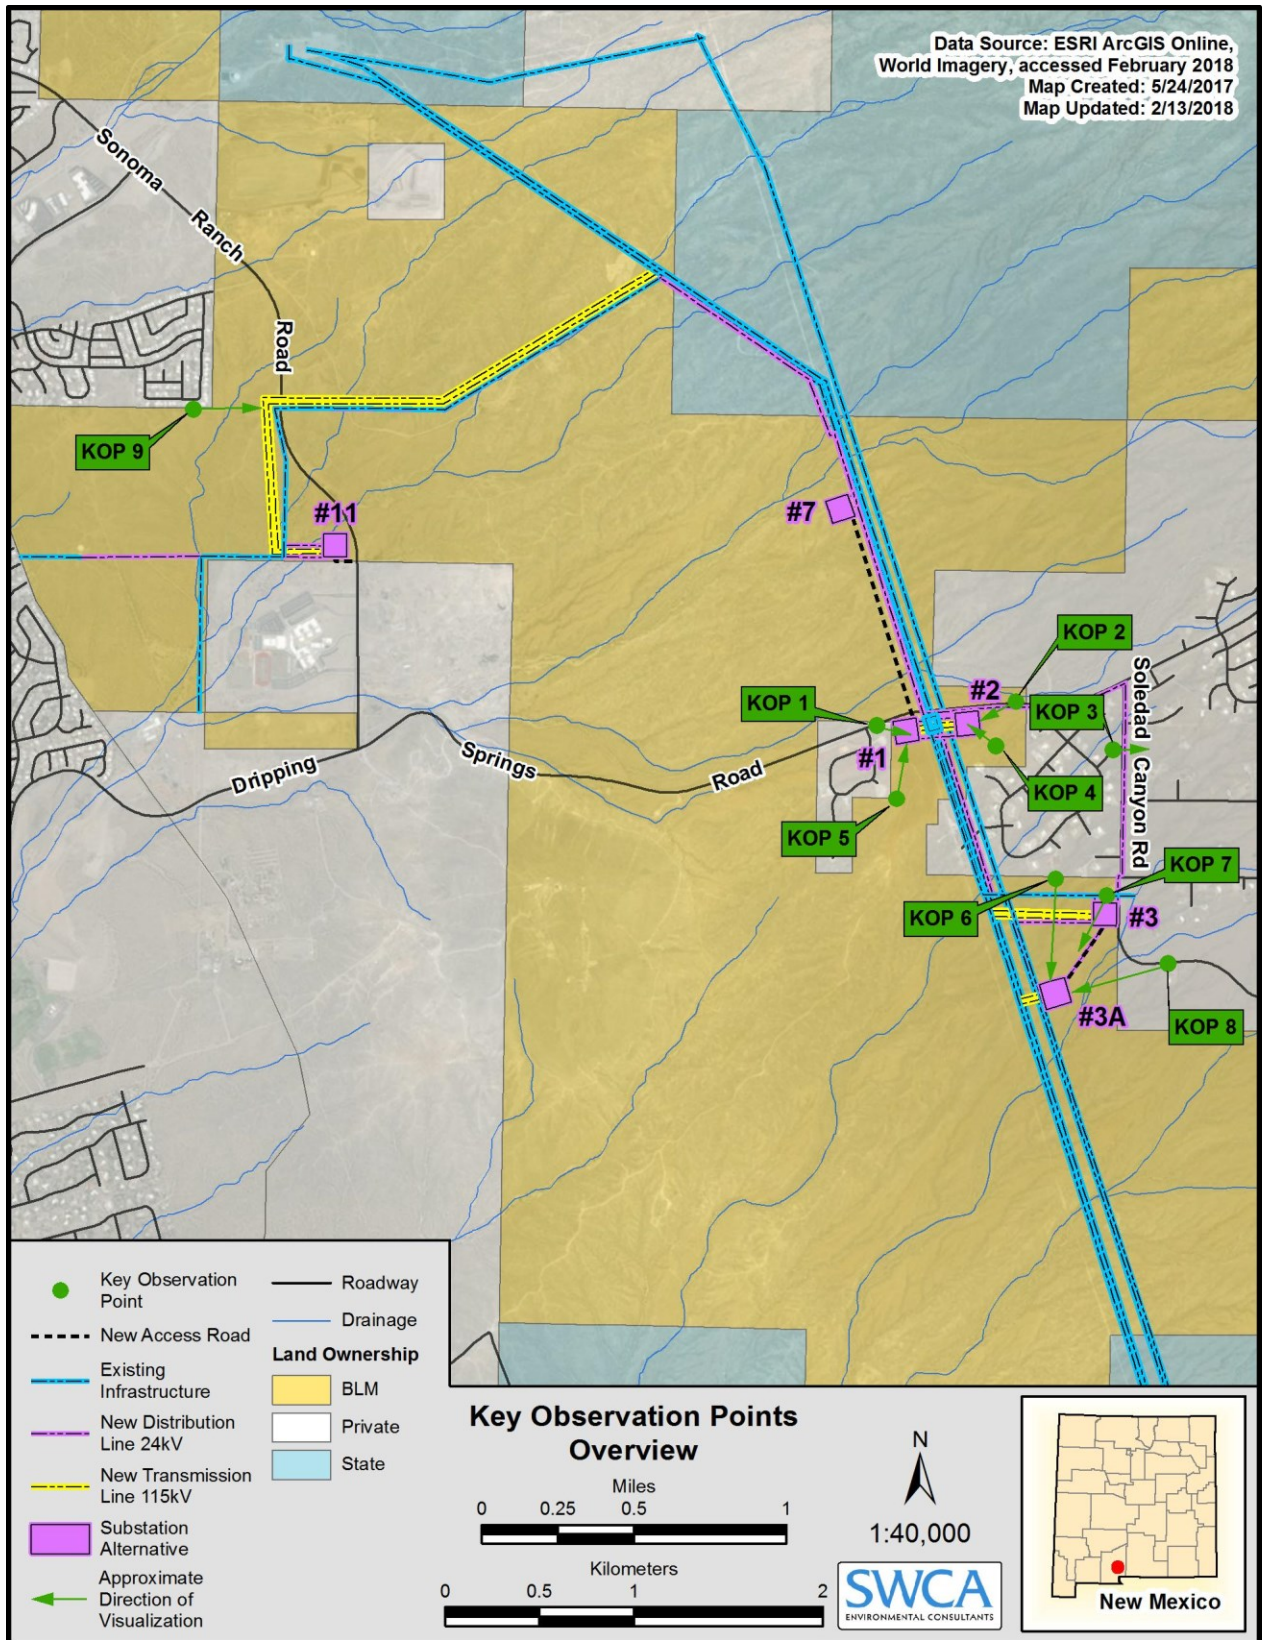 Data Source: ESRI ArcGIS Online,
World Imagery, accessed February 2018
Map Created: 5/24/2017
Map Updated: 2/13/2018
Sonoma
Ranch
Road
KOP 9
#11
#7
KOP 2
KOP 1
#2
KOP 3
Soledad Canyon Rd
#1
Dripping
Springs
Road
KOP 4
KOP 5
KOP 7
KOP 6
#3
#3A
KOP 8
Key Observation
Point
New Access Road
Existing
Infrastructure
New Distribution
Line 24kV
New Transmission
Line 115kV
Substation
Alternative
Approximate
Direction of
Visualization
Roadway
Drainage
Land Ownership
BLM
Private
State
Key Observation Points
Overview
Miles
0 0.25 0.5 1
Kilometers
0 0.5 1 2
N
1:40,000
SWCA
ENVIRONMENTAL CONSULTANTS
New Mexico